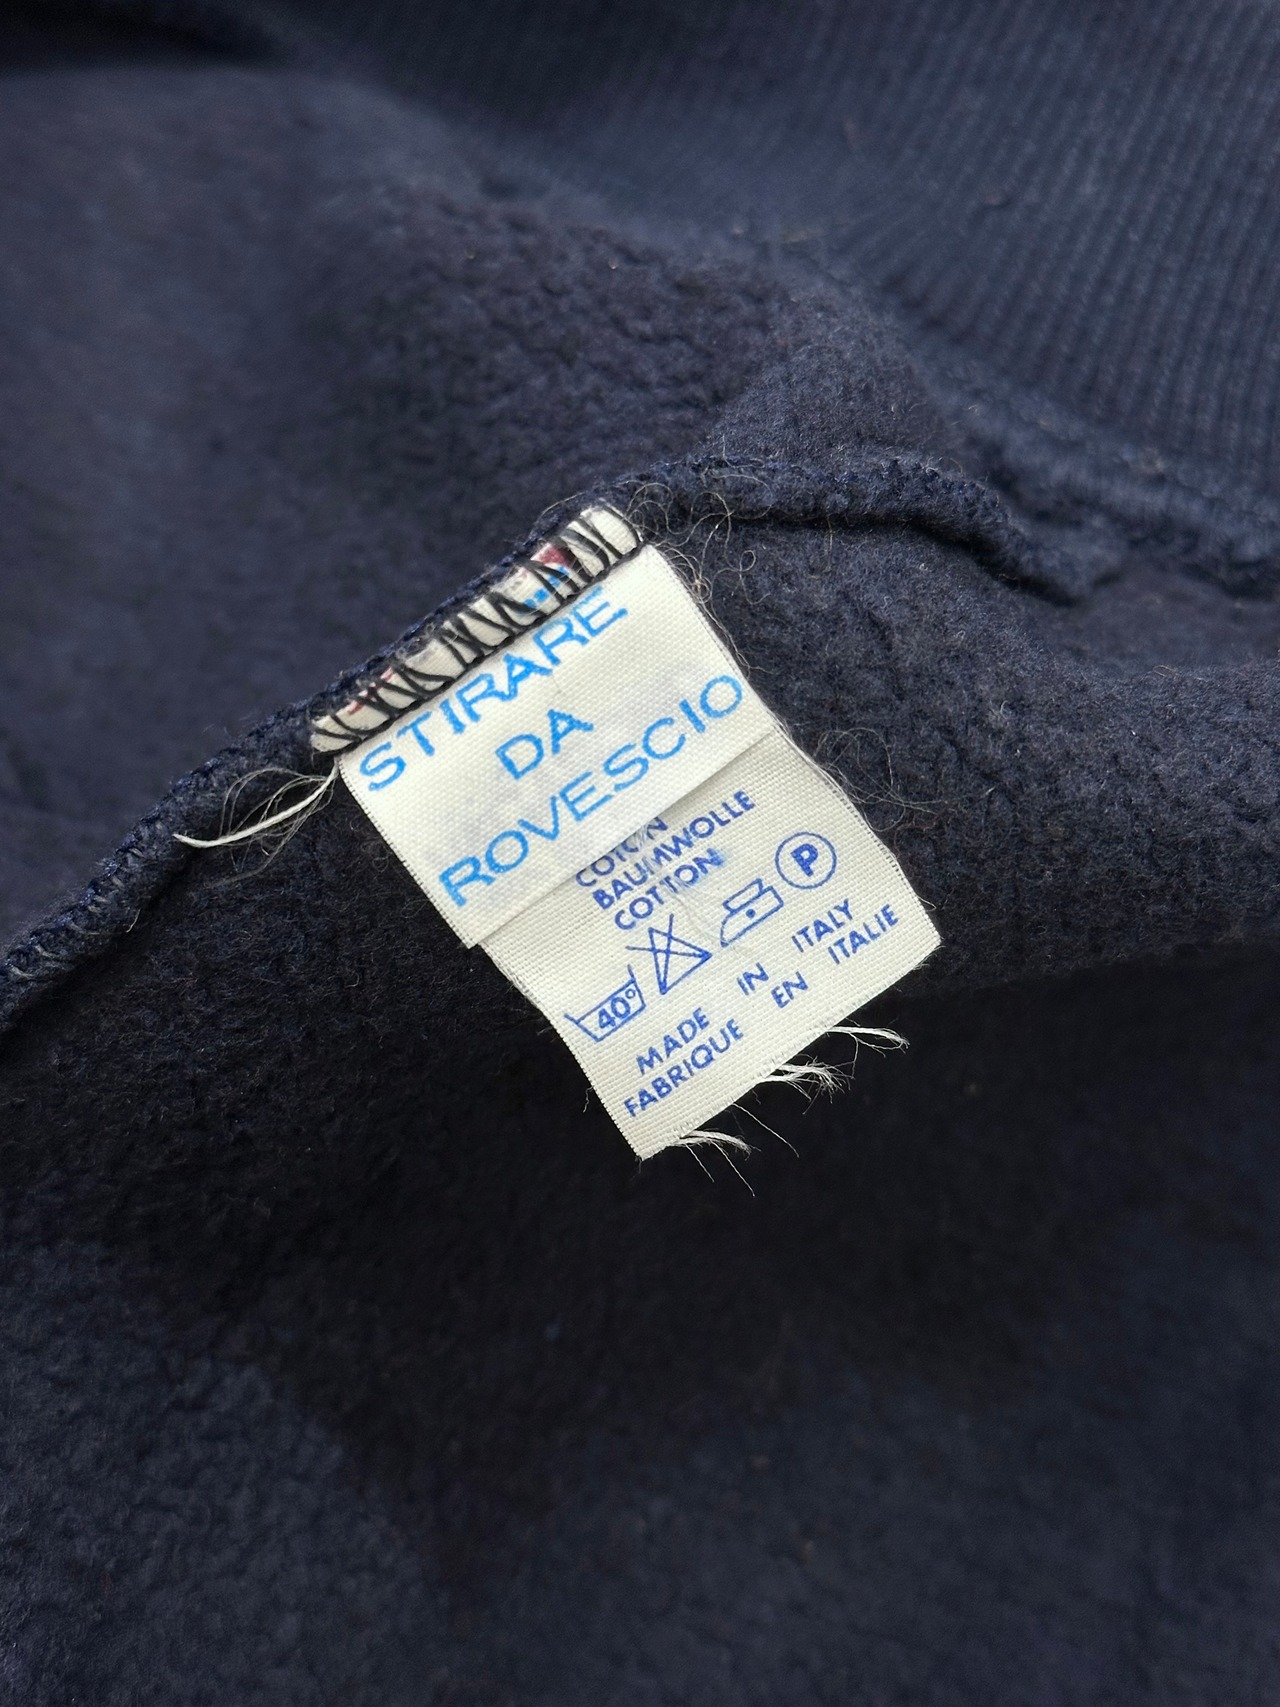 STIRARE
DA
ROVESCIO
COTON
BAUMWOLLE
COTTON
40° P
MADE IN ITALY
FABRIQUE EN ITALIE